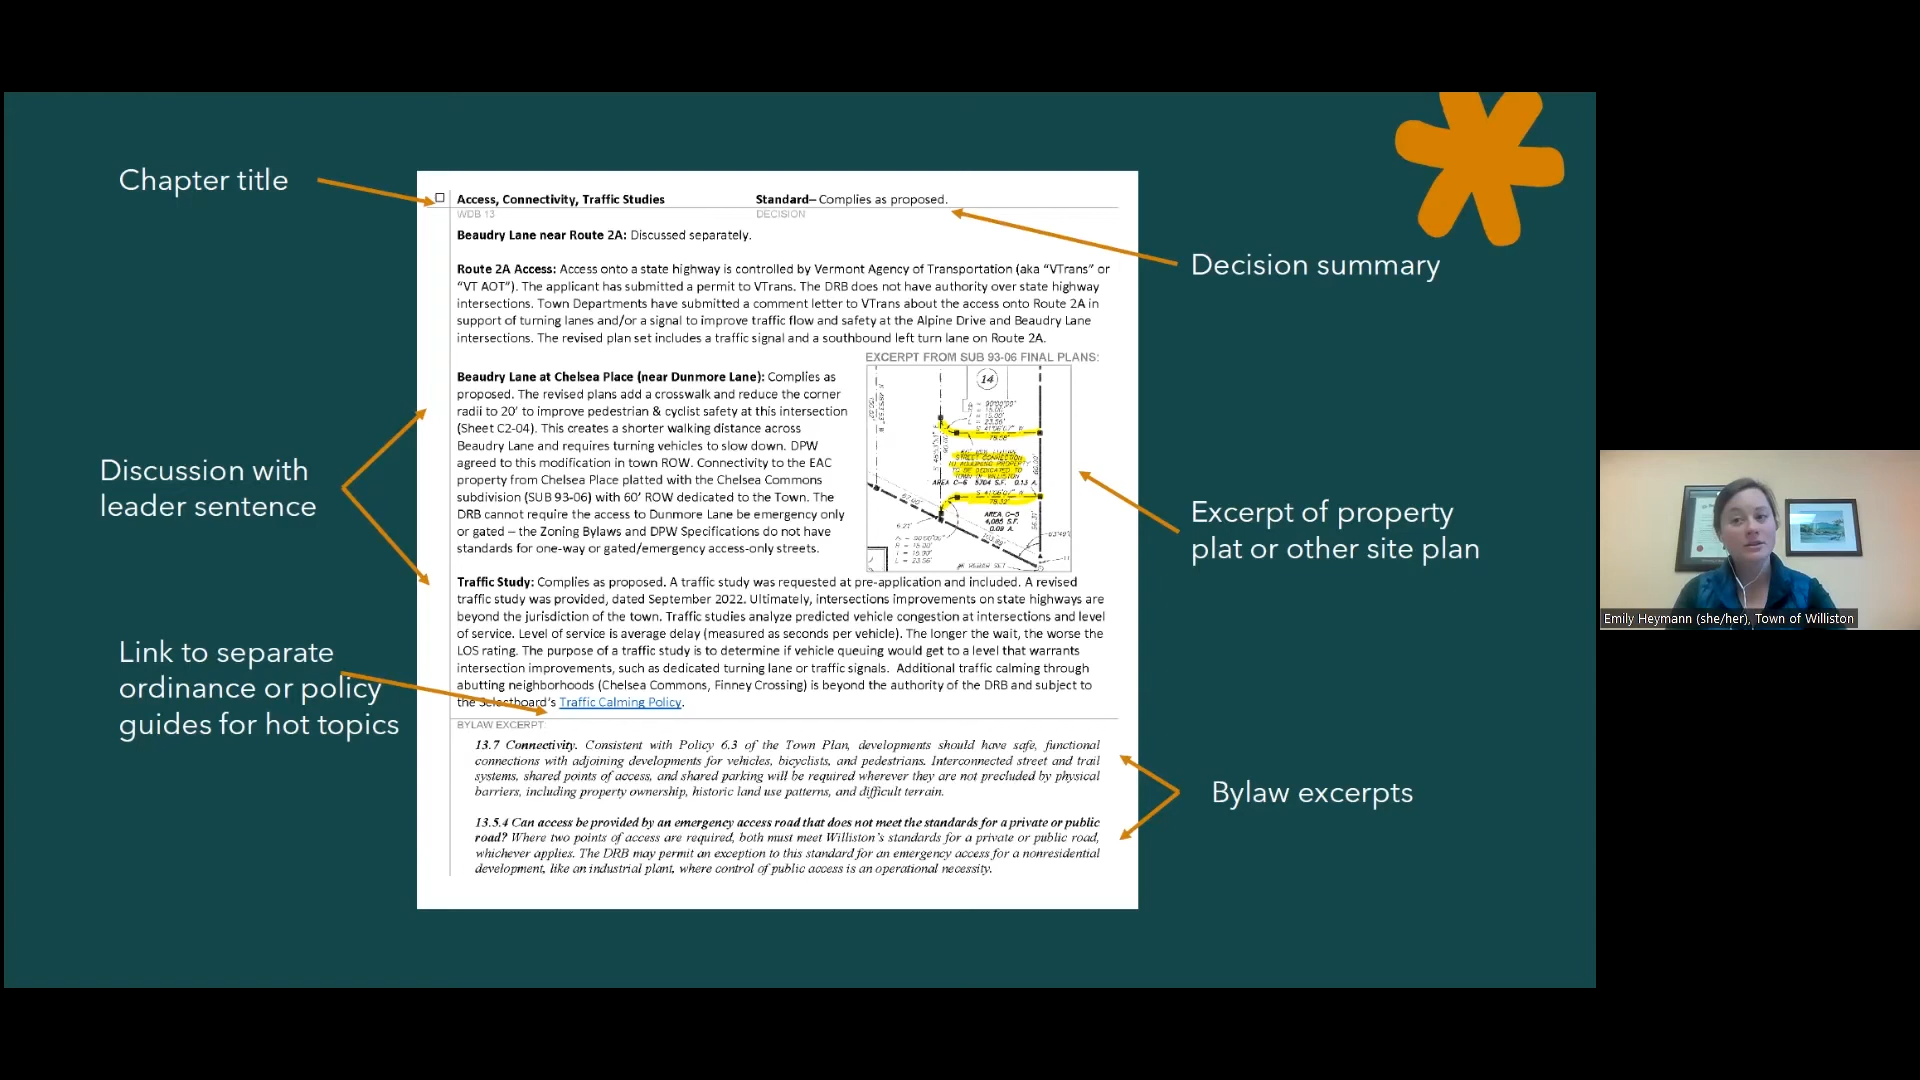 Chapter title
Access, Connectivity, Traffic Studies
Standard– Complies as proposed.
WDB 13
DECISION
Beaudry Lane near Route 2A: Discussed separately.
Route 2A Access: Access onto a state highway is controlled by Vermont Agency of Transportation (aka “VTrans” or
“VT AOT”). The applicant has submitted a permit to VTrans. The DRB does not have authority over state highway
intersections. Town Departments have submitted a comment letter to VTrans about the access onto Route 2A in
support of turning lanes and/or a signal to improve traffic flow and safety at the Alpine Drive and Beaudry Lane
intersections. The revised plan set includes a traffic signal and a southbound left turn lane on Route 2A.
EXCERPT FROM SUB 93-06 FINAL PLANS:
Beaudry Lane at Chelsea Place (near Dunmore Lane): Complies as
proposed. The revised plans add a crosswalk and reduce the corner
radii to 20’ to improve pedestrian & cyclist safety at this intersection
(Sheet C2-04). This creates a shorter walking distance across
Beaudry Lane and requires turning vehicles to slow down. DPW
agreed to this modification in town ROW. Connectivity to the EAC
property from Chelsea Place platted with the Chelsea Commons
subdivision (SUB 93-06) with 60’ ROW dedicated to the Town. The
DRB cannot require the access to Dunmore Lane be emergency only
or gated – the Zoning Bylaws and DPW Specifications do not have
standards for one-way or gated/emergency access-only streets.
14
STREET CONNECTION
TO ADJOINING PROPERTY
TO BE DEDICATED TO
TOWN OF WILLISTON
AREA C-6 5704 S.F. 0.13 A.
AREA C-5
4,085 S.F.
0.09 A.
Traffic Study: Complies as proposed. A traffic study was requested at pre-application and included. A revised
traffic study was provided, dated September 2022. Ultimately, intersections improvements on state highways are
beyond the jurisdiction of the town. Traffic studies analyze predicted vehicle congestion at intersections and level
of service. Level of service is average delay (measured as seconds per vehicle). The longer the wait, the worse the
LOS rating. The purpose of a traffic study is to determine if vehicle queuing would get to a level that warrants
intersection improvements, such as dedicated turning lane or traffic signals. Additional traffic calming through
abutting neighborhoods (Chelsea Commons, Finney Crossing) is beyond the authority of the DRB and subject to
the Selectboard’s Traffic Calming Policy.
BYLAW EXCERPT:
13.7 Connectivity. Consistent with Policy 6.3 of the Town Plan, developments should have safe, functional
connections with adjoining developments for vehicles, bicyclists, and pedestrians. Interconnected street and trail
systems, shared points of access, and shared parking will be required wherever they are not precluded by physical
barriers, including property ownership, historic land use patterns, and difficult terrain.
13.5.4 Can access be provided by an emergency access road that does not meet the standards for a private or public
road? Where two points of access are required, both must meet Williston’s standards for a private or public road,
whichever applies. The DRB may permit an exception to this standard for an emergency access for a nonresidential
development, like an industrial plant, where control of public access is an operational necessity.
Discussion with
leader sentence
Link to separate
ordinance or policy
guides for hot topics
Decision summary
Excerpt of property
plat or other site plan
Bylaw excerpts
Emily Heymann (she/her), Town of Williston